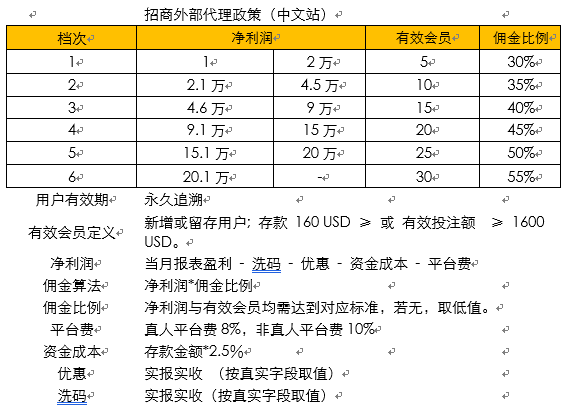 招商外部代理政策（中文站）
档次 净利润 有效会员 佣金比例
1 1 2 万 5 30%
2 2.1 万 4.5 万 10 35%
3 4.6 万 9 万 15 40%
4 9.1 万 15 万 20 45%
5 15.1 万 20 万 25 50%
6 20.1 万 - 30 55%
用户有效期 永久追溯
有效会员定义 新增或留存用户; 存款 160 USD ≥ 或 有效投注额 ≥ 1600
USD。
净利润 当月报表盈利 - 洗码 - 优惠 - 资金成本 - 平台费
佣金算法 净利润*佣金比例
佣金比例 净利润与有效会员均需达到对应标准，若无，取低值。
平台费 真人平台费 8%，非真人平台费 10%
资金成本 存款金额*2.5%
优惠 实报实收 （按真实字段取值）
洗码 实报实收（按真实字段取值）